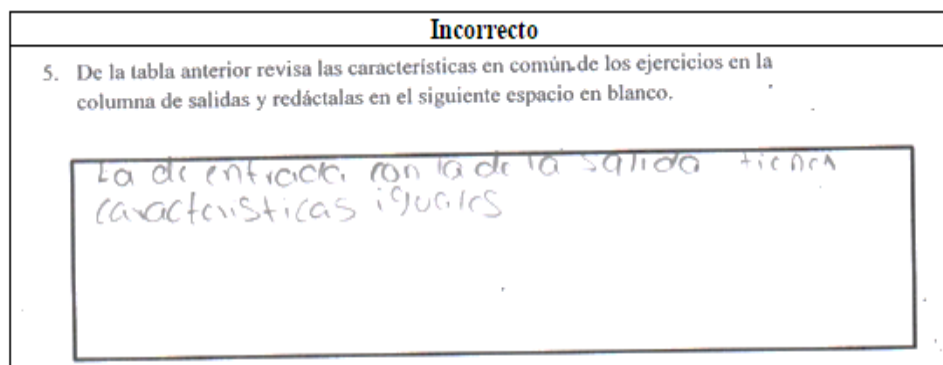 Incorrecto
5. De la tabla anterior revisa las características en común de los ejercicios en la
columna de salidas y redáctalas en el siguiente espacio en blanco.
La de entrada con la de la salida tienen
caracteristicas iguales